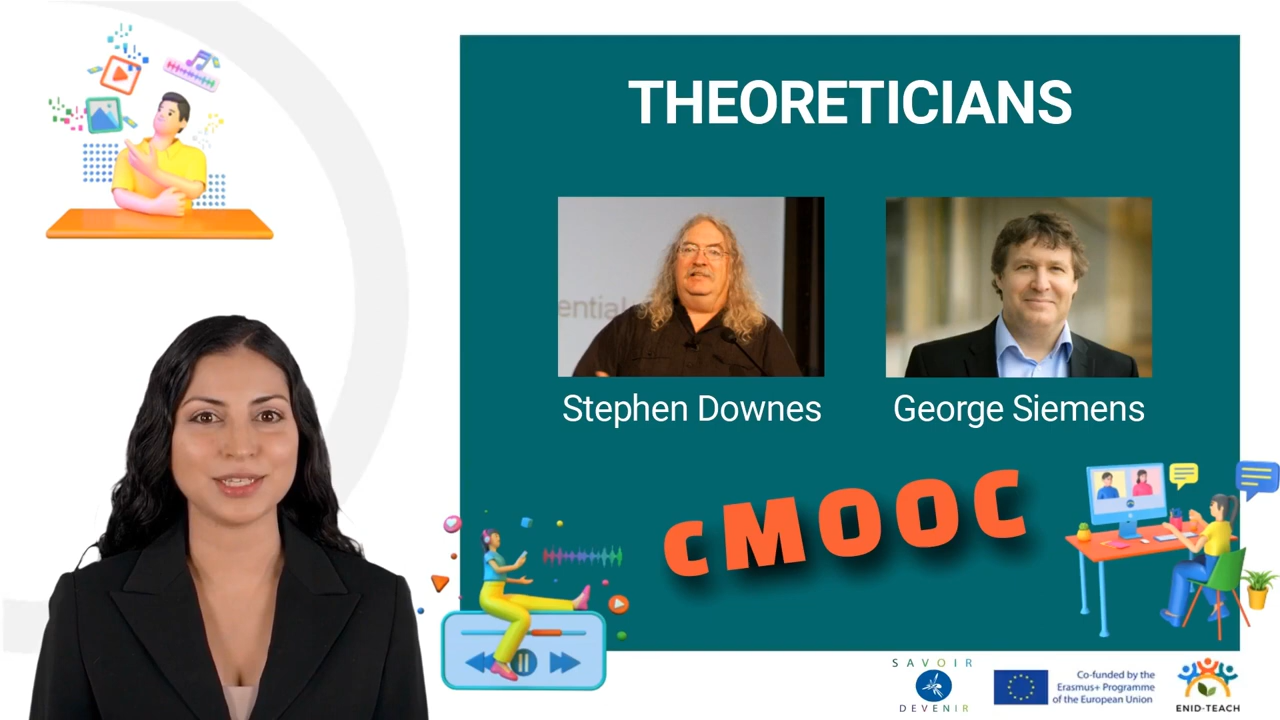 THEORETICIANS
ential
Stephen Downes
George Siemens
cMOOC
SAVOIR
DEVENIR
Co-funded by the
Erasmus+ Programme
of the European Union
ENID-TEACH